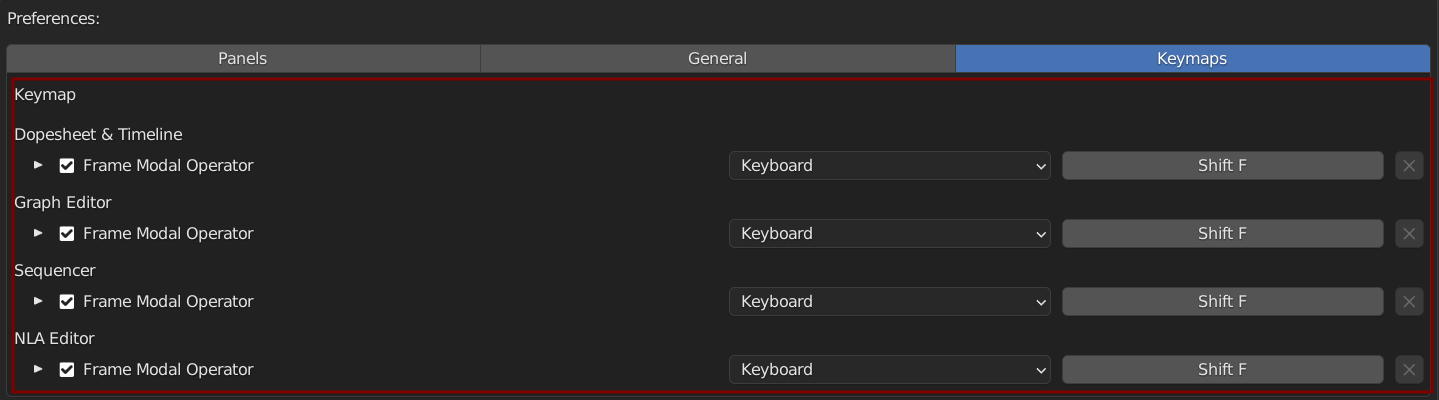 Preferences:
Panels General Keymaps
Keymap
Dopesheet & Timeline
Frame Modal Operator Keyboard Shift F
Graph Editor
Frame Modal Operator Keyboard Shift F
Sequencer
Frame Modal Operator Keyboard Shift F
NLA Editor
Frame Modal Operator Keyboard Shift F